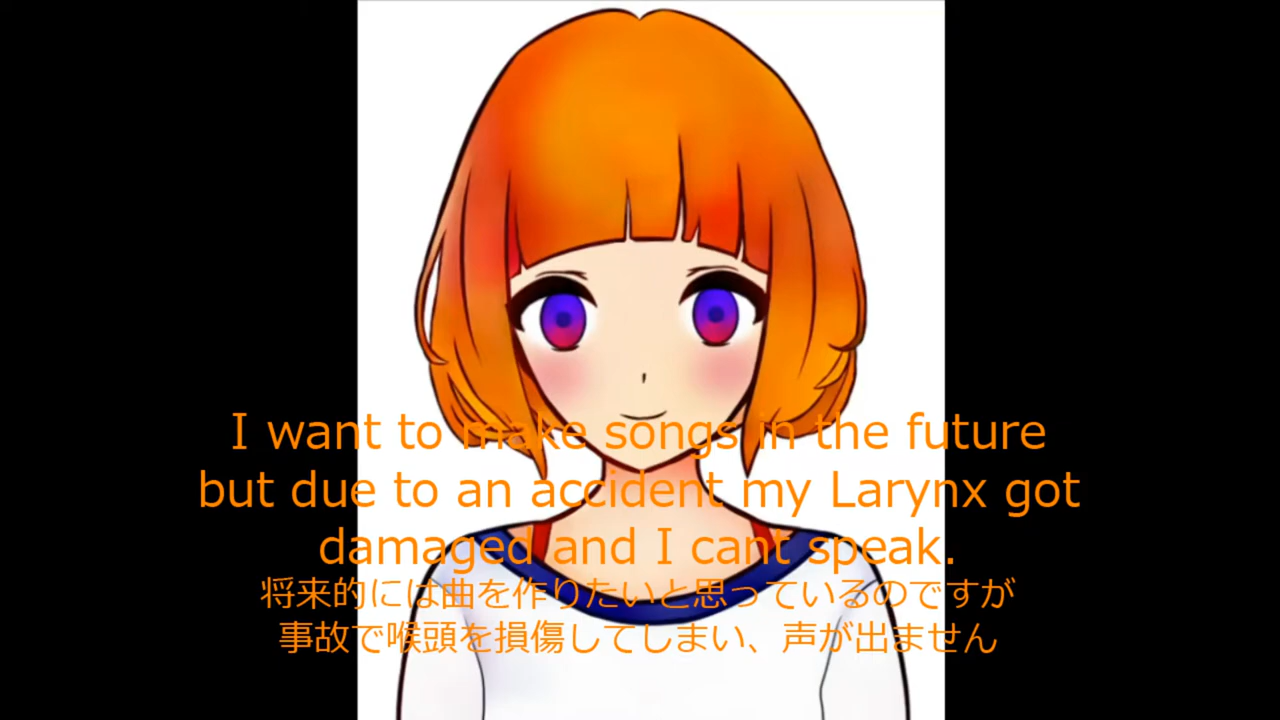 I want to make songs in the future
but due to an accident my Larynx got
damaged and I cant speak.
将来的には曲を作りたいと思っているのですが
事故で喉頭を損傷してしまい、声が出ません